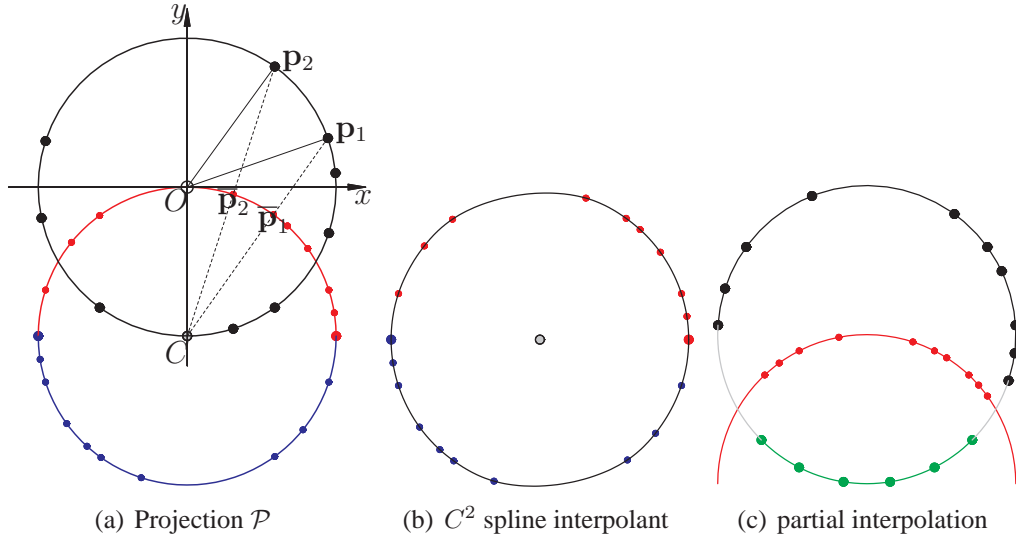 y
p₂
p₁
O
x
p̅₂
p̅₁
C
(a) Projection 𝒫
(b) C² spline interpolant
(c) partial interpolation